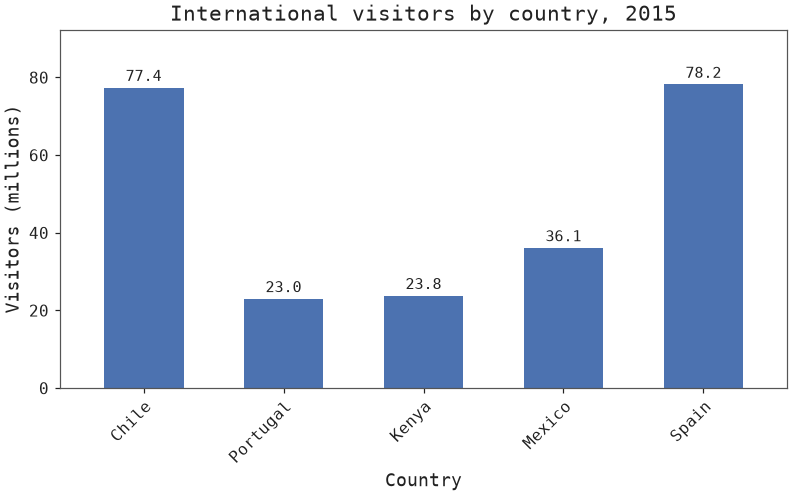 International visitors by country, 2015
Visitors (millions)
80
60
40
20
0
77.4
23.0
23.8
36.1
78.2
Chile
Portugal
Kenya
Mexico
Spain
Country